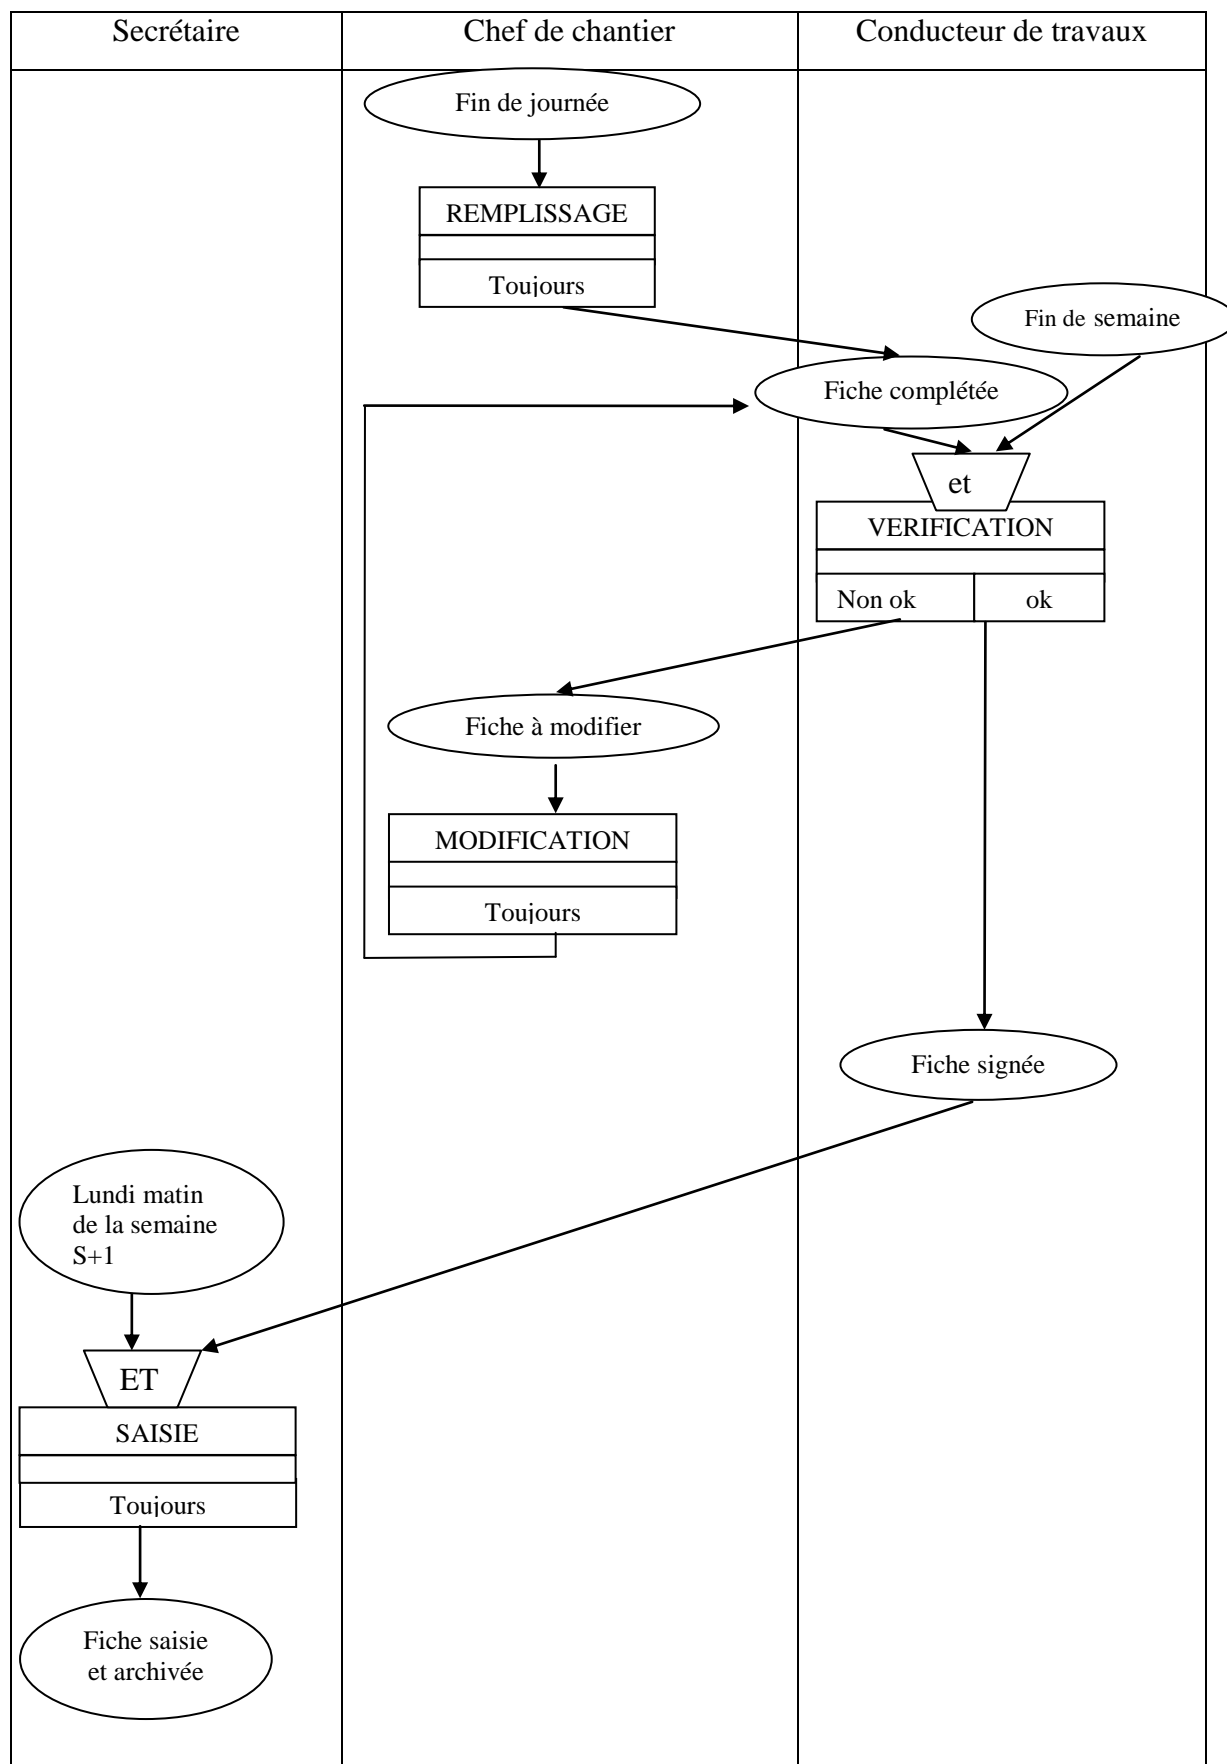 Secrétaire
Chef de chantier
Conducteur de travaux
Fin de journée
REMPLISSAGE
Toujours
Fin de semaine
Fiche complétée
et
VERIFICATION
Non ok
ok
Fiche à modifier
MODIFICATION
Toujours
Fiche signée
Lundi matin
de la semaine
S+1
ET
SAISIE
Toujours
Fiche saisie
et archivée